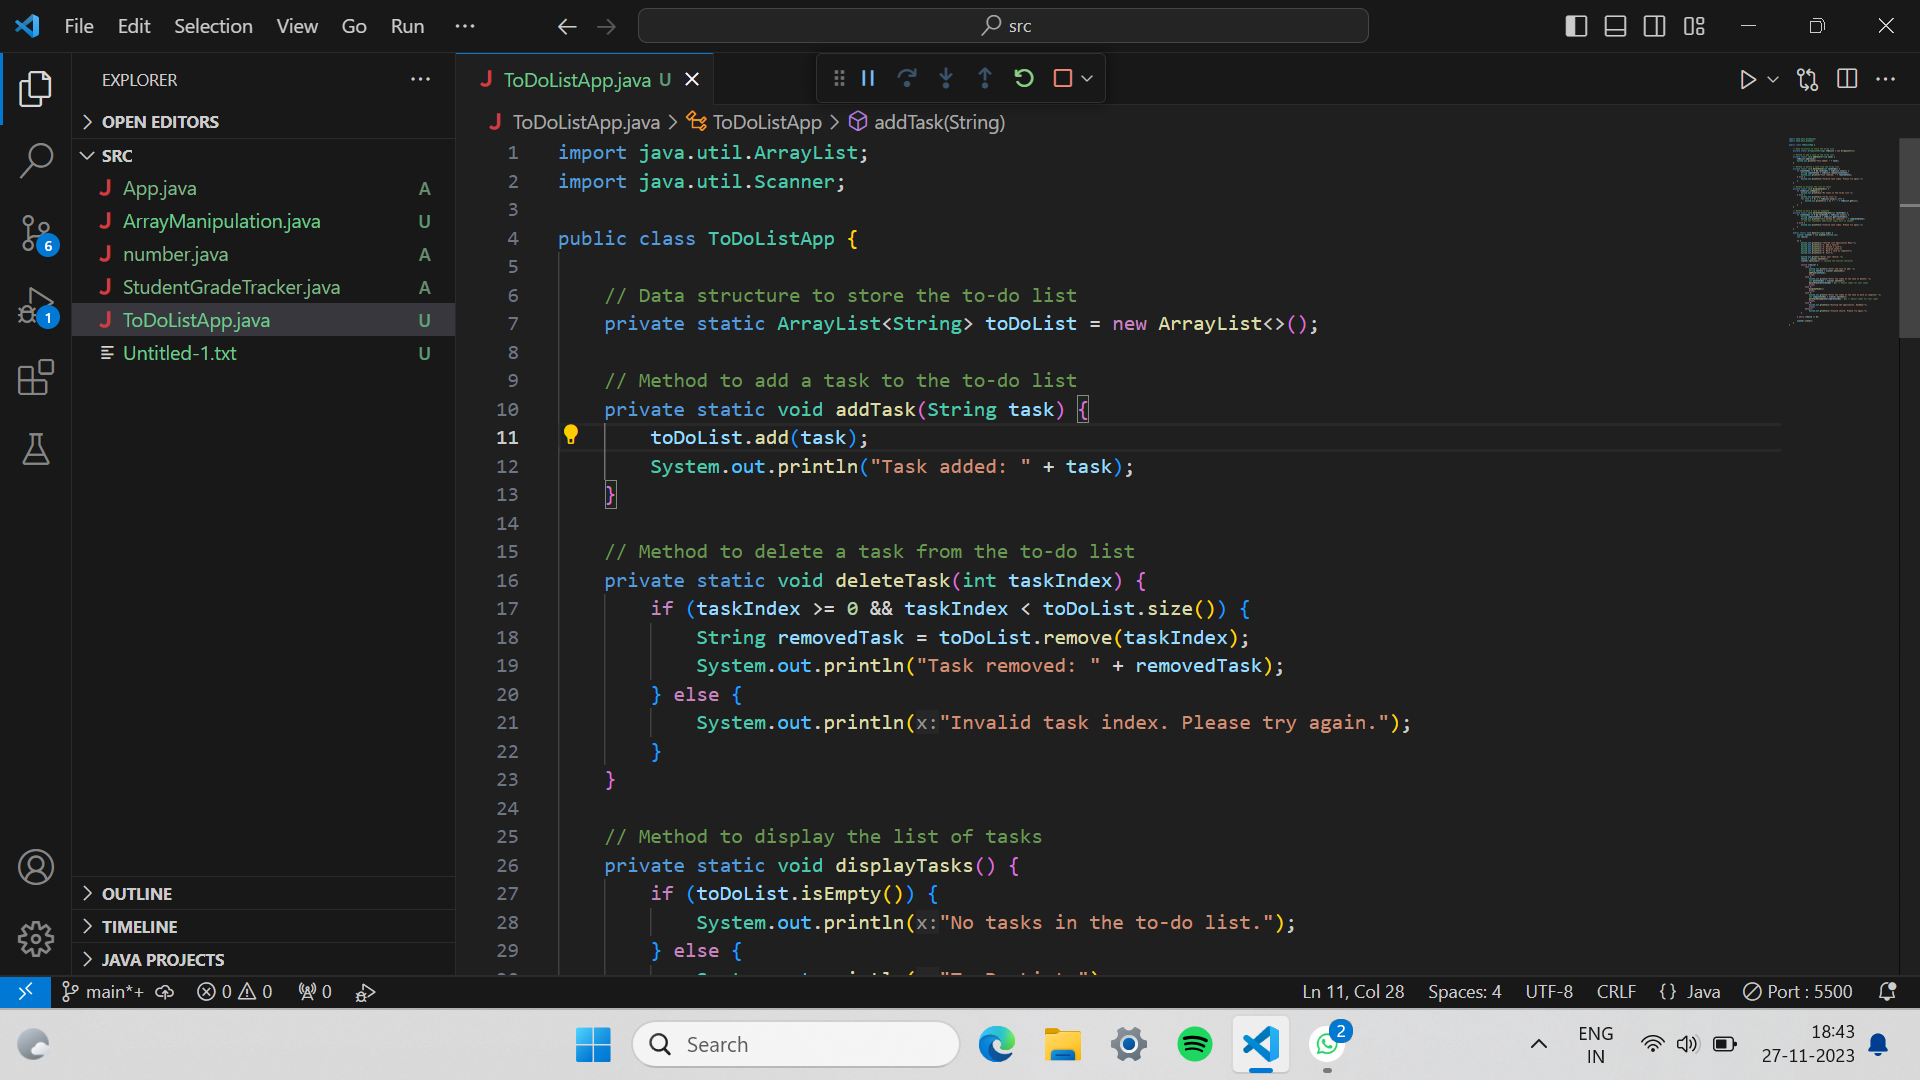 File Edit Selection View Go Run ···
src
EXPLORER ···
OPEN EDITORS
SRC
App.java A
ArrayManipulation.java U
number.java A
StudentGradeTracker.java A
ToDoListApp.java U
Untitled-1.txt U
6
1
OUTLINE
TIMELINE
JAVA PROJECTS
ToDoListApp.java U
ToDoListApp.java > ToDoListApp > addTask(String)
1 import java.util.ArrayList;
2 import java.util.Scanner;
3
4 public class ToDoListApp {
5
6 // Data structure to store the to-do list
7 private static ArrayList<String> toDoList = new ArrayList<>();
8
9 // Method to add a task to the to-do list
10 private static void addTask(String task) {
11 toDoList.add(task);
12 System.out.println("Task added: " + task);
13 }
14
15 // Method to delete a task from the to-do list
16 private static void deleteTask(int taskIndex) {
17 if (taskIndex >= 0 && taskIndex < toDoList.size()) {
18 String removedTask = toDoList.remove(taskIndex);
19 System.out.println("Task removed: " + removedTask);
20 } else {
21 System.out.println(x:"Invalid task index. Please try again.");
22 }
23 }
24
25 // Method to display the list of tasks
26 private static void displayTasks() {
27 if (toDoList.isEmpty()) {
28 System.out.println(x:"No tasks in the to-do list.");
29 } else {
main*+ 0 0 0
Ln 11, Col 28 Spaces: 4 UTF-8 CRLF {} Java Port : 5500
Search
2
ENG
IN
18:43
27-11-2023